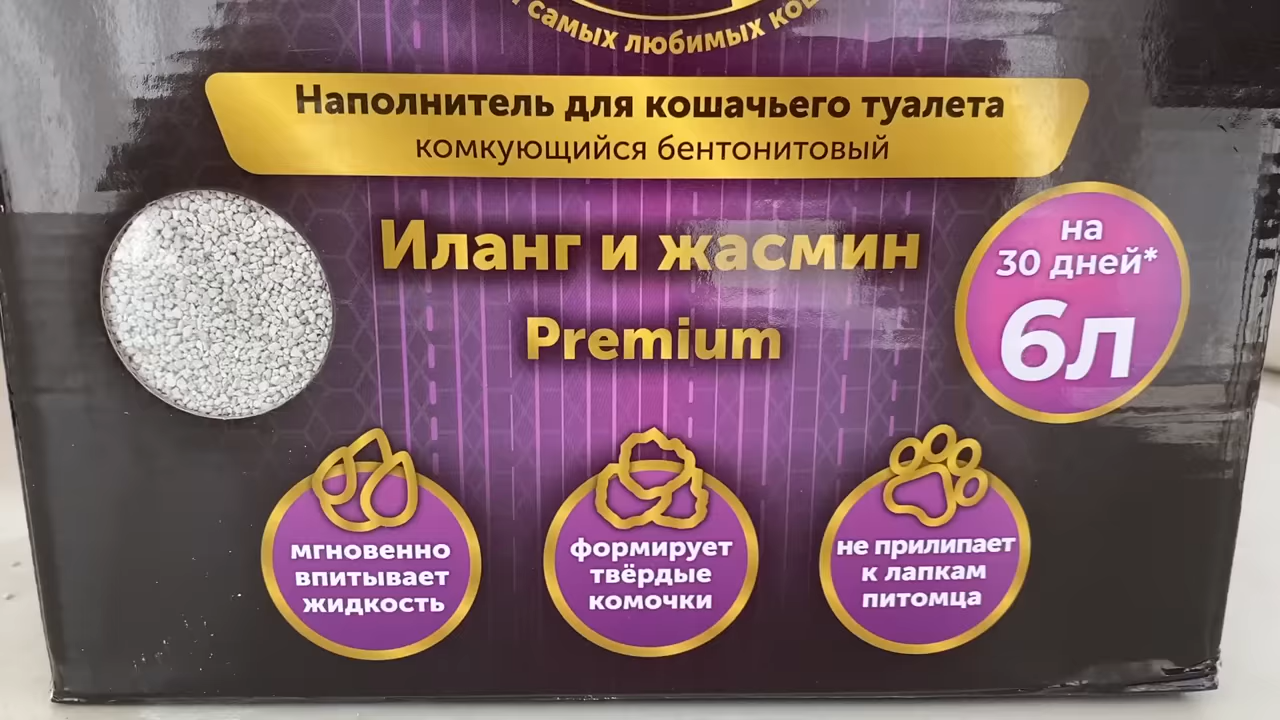 самых любимых
Наполнитель для кошачьего туалета
комкующийся бентонитовый
Иланг и жасмин
Premium
на
30 дней*
6л
мгновенно
впитывает
жидкость
формирует
твёрдые
комочки
не прилипает
к лапкам
питомца